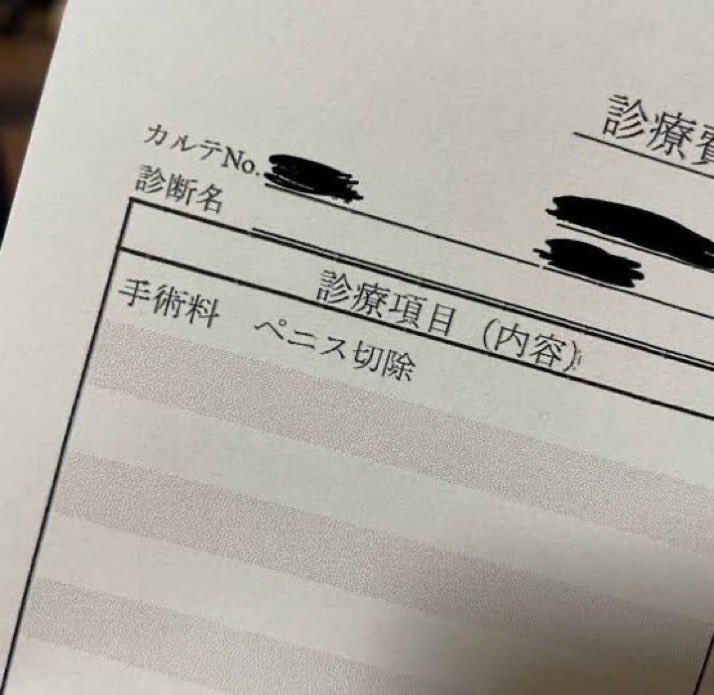 診療費
カルテNo.
診断名
診療項目（内容）
手術料 ペニス切除